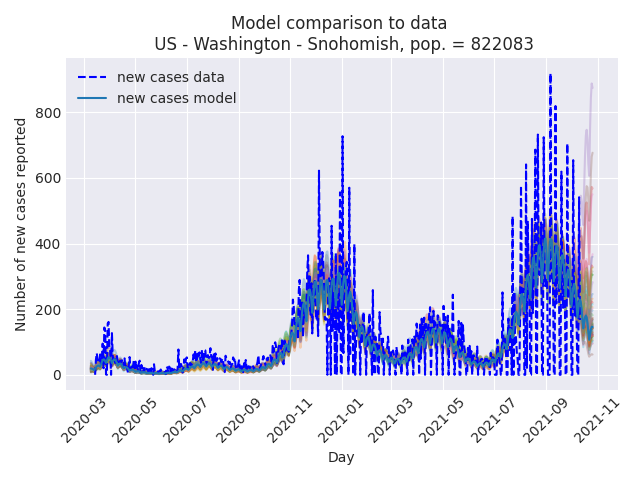 Model comparison to data
US - Washington - Snohomish, pop. = 822083
new cases data
new cases model
Number of new cases reported
800
600
400
200
0
2020-03
2020-05
2020-07
2020-09
2020-11
2021-01
2021-03
2021-05
2021-07
2021-09
2021-11
Day